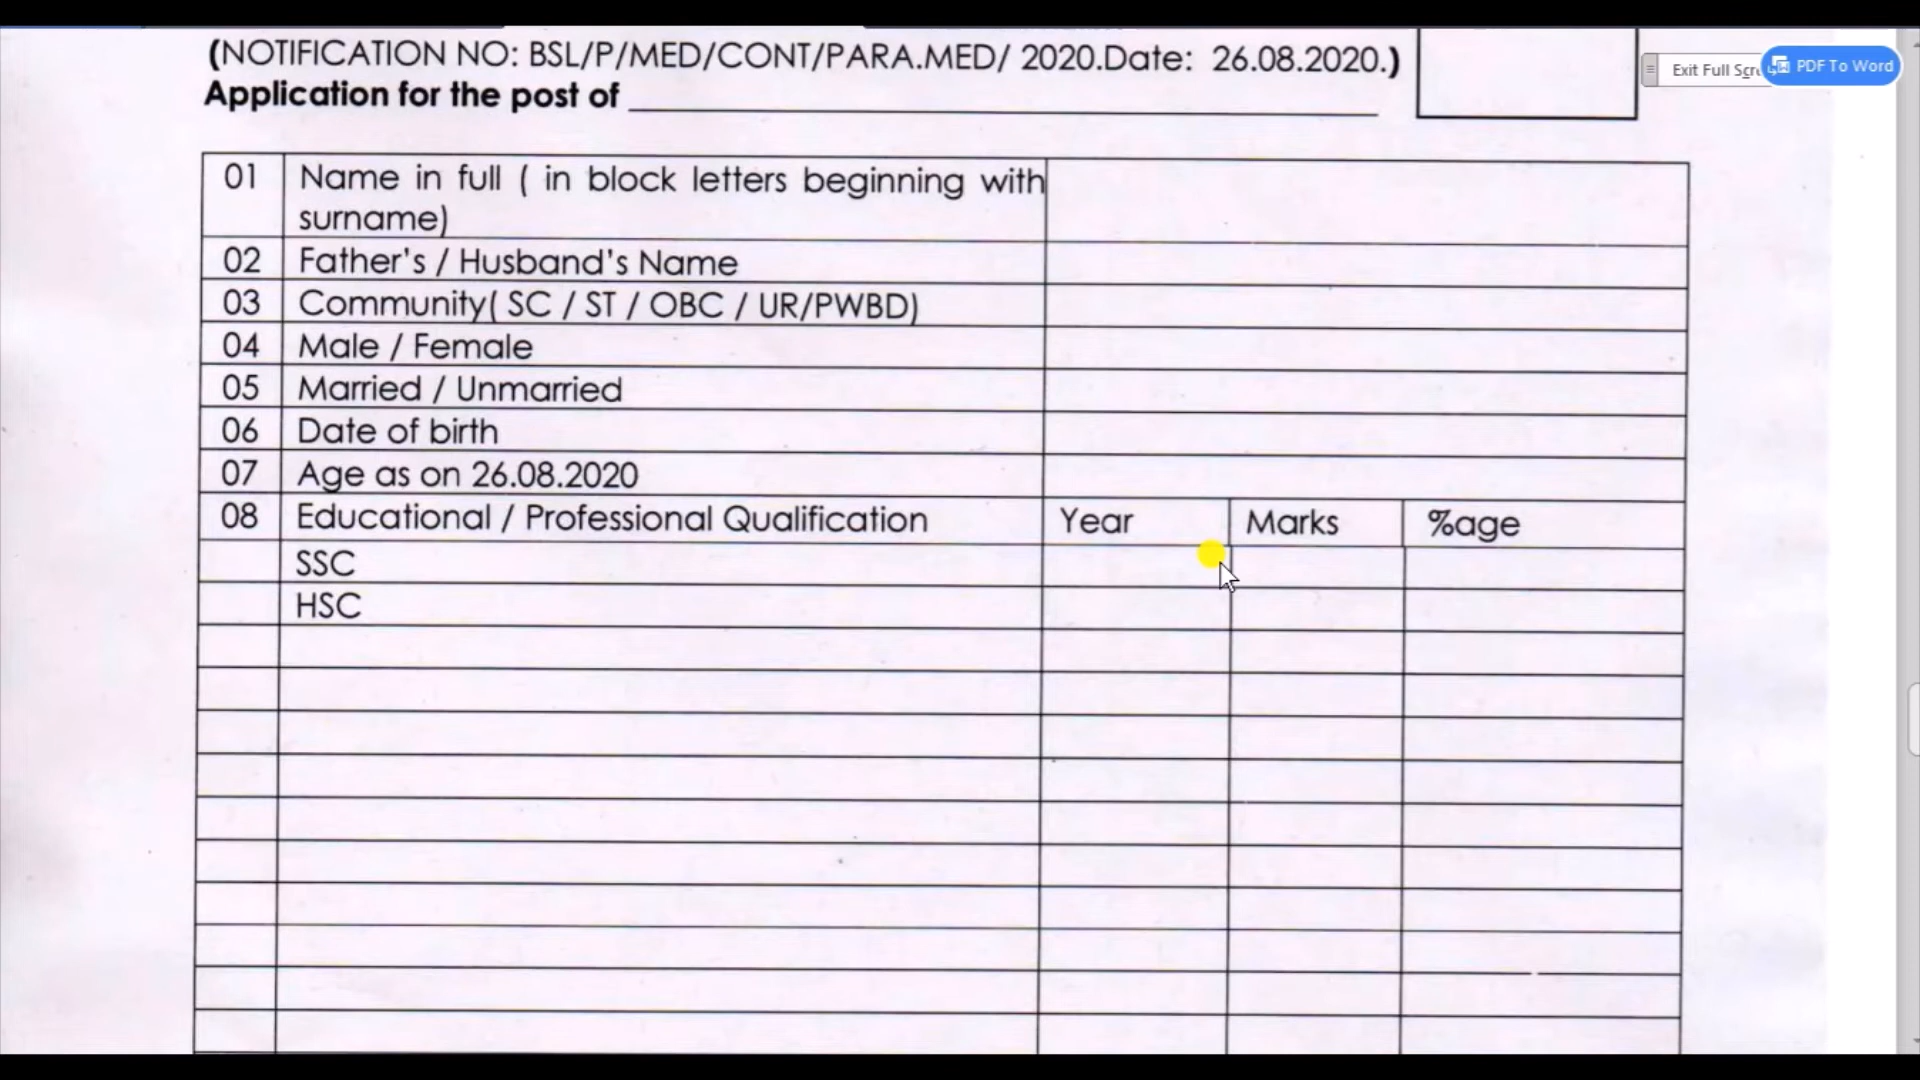 (NOTIFICATION NO: BSL/P/MED/CONT/PARA.MED/ 2020.Date: 26.08.2020.)
Exit Full
PDF To Word
Application for the post of
01 Name in full ( in block letters beginning with
surname)
02 Father's / Husband's Name
03 Community( SC / ST / OBC / UR/PWBD)
04 Male / Female
05 Married / Unmarried
06 Date of birth
07 Age as on 26.08.2020
08 Educational / Professional Qualification Year Marks %age
SSC
HSC